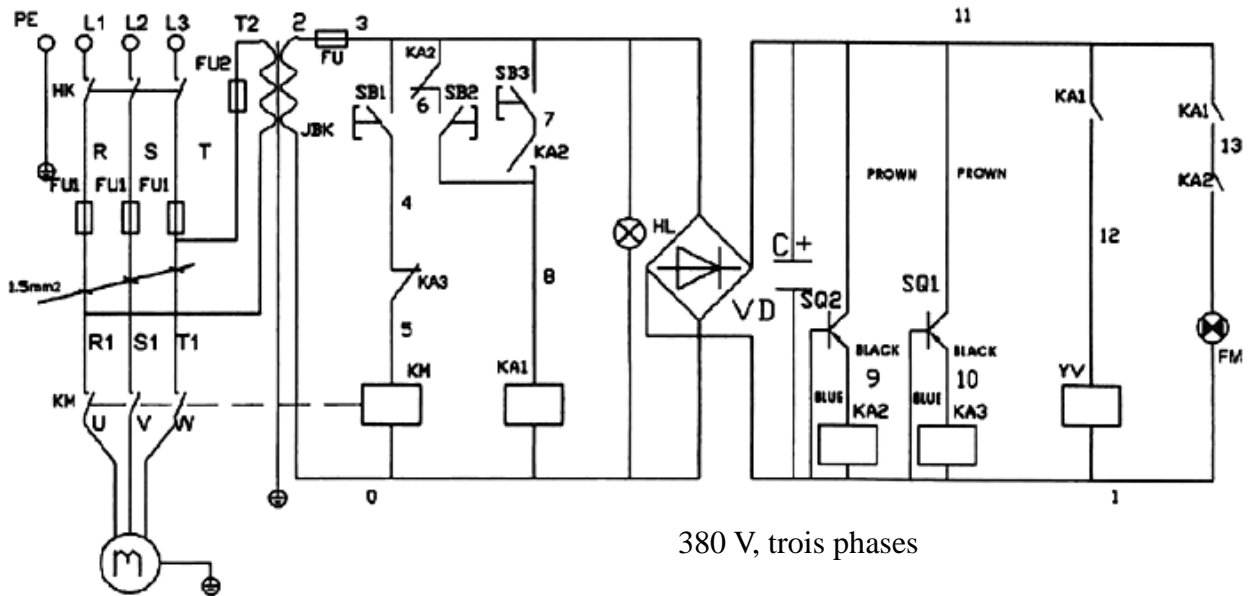 PE L1 L2 L3 T2 2 3 11
FU2 FU KA2
HK SB1 6 SB2 SB3 KA1 KA1
JBK 7 13
R S T KA2 KA2
FU1 FU1 FU1 PROWN PROWN
4 HL C+ 12
1.5mm2 KA3 8 VD SQ2 SQ1
R1 S1 T1 5 BLACK BLACK FM
KM KA1 9 10 YV
KM U V W BLUE KA2 BLUE KA3
0 1
M
380 V, trois phases